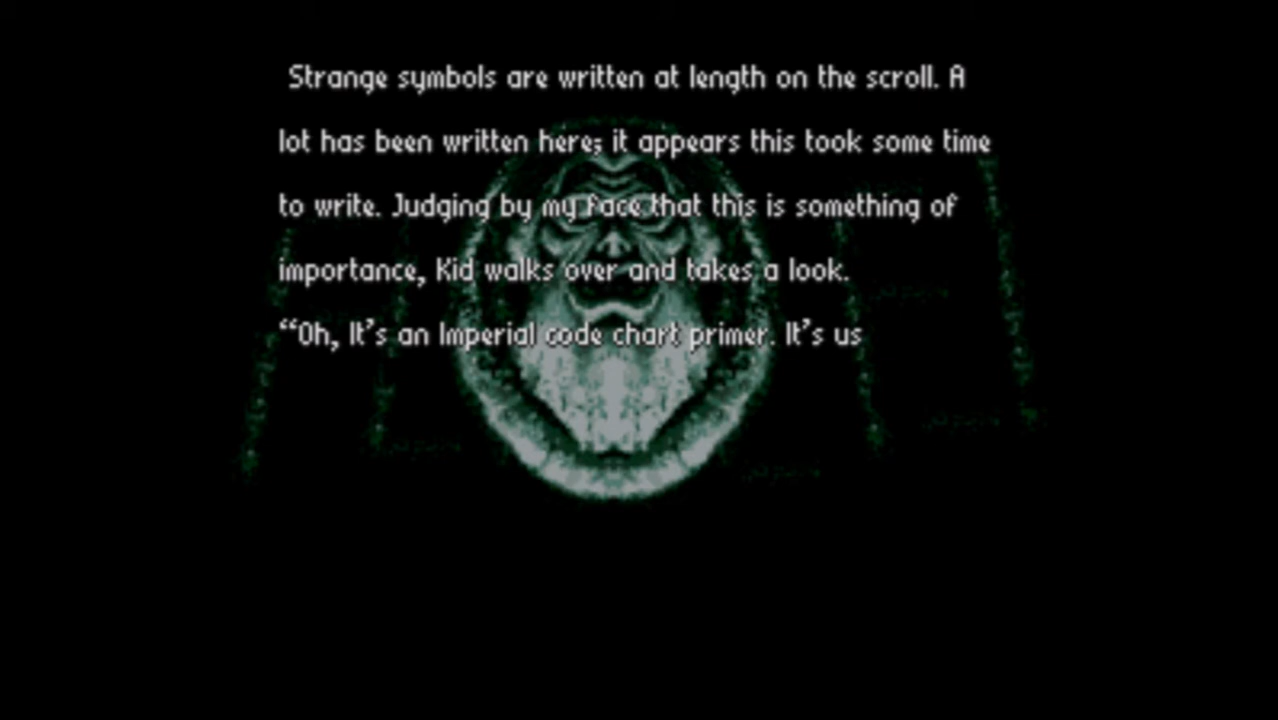 Strange symbols are written at length on the scroll. A
lot has been written here; it appears this took some time
to write. Judging by my face that this is something of
importance, Kid walks over and takes a look.
“Oh, It’s an Imperial code chart primer. It’s us